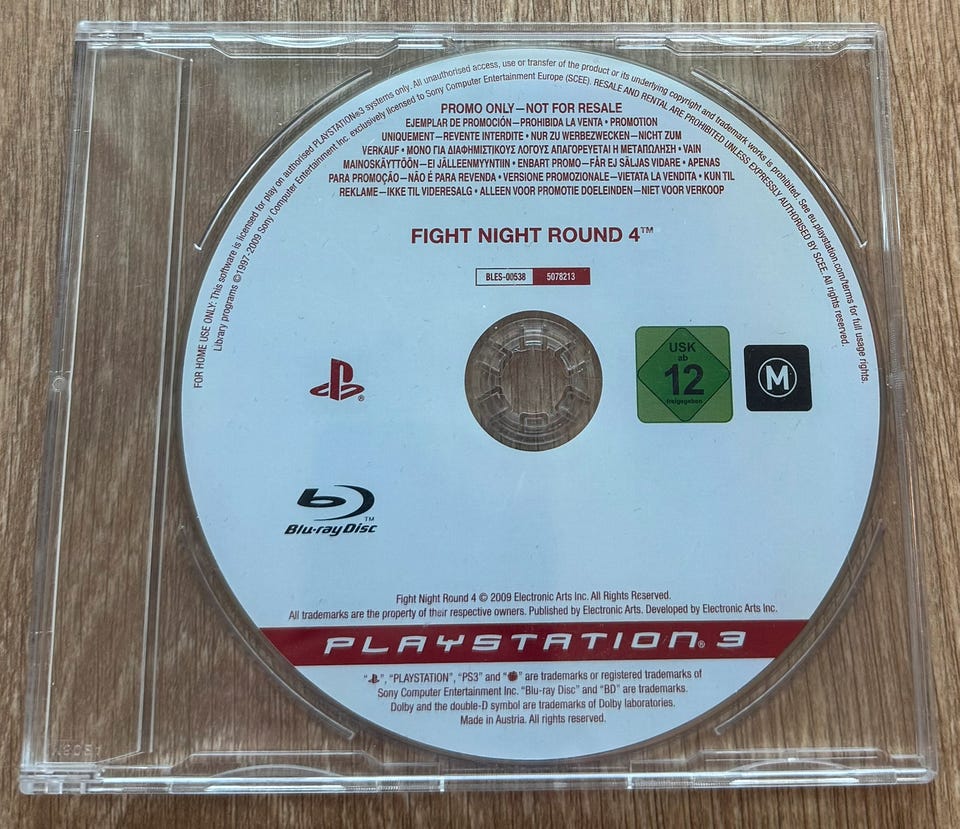 FOR HOME USE ONLY: This software is licensed for play on authorised PLAYSTATION®3 systems only. All unauthorised access, use or transfer of the product or its underlying copyright and trademark works is prohibited. See eu.playstation.com/terms for full usage rights.
Library programs ©1997-2009 Sony Computer Entertainment Inc. exclusively licensed to Sony Computer Entertainment Europe (SCEE). RESALE AND RENTAL ARE PROHIBITED UNLESS EXPRESSLY AUTHORISED BY SCEE. All rights reserved.
PROMO ONLY—NOT FOR RESALE
EJEMPLAR DE PROMOCIÓN—PROHIBIDA LA VENTA • PROMOTION
UNIQUEMENT—REVENTE INTERDITE • NUR ZU WERBEZWECKEN—NICHT ZUM
VERKAUF • ΜΟΝΟ ΓΙΑ ΔΙΑΦΗΜΙΣΤΙΚΟΥΣ ΛΟΓΟΥΣ ΑΠΑΓΟΡΕΥΕΤΑΙ Η ΜΕΤΑΠΩΛΗΣΗ • VAIN
MAINOSKÄYTTÖÖN—EI JÄLLEENMYYNTIIN • ENBART PROMO—FÅR EJ SÄLJAS VIDARE • APENAS
PARA PROMOÇÃO—NÃO É PARA REVENDA • VERSIONE PROMOZIONALE—VIETATA LA VENDITA • KUN TIL
REKLAME—IKKE TIL VIDERESALG • ALLEEN VOOR PROMOTIE DOELEINDEN—NIET VOOR VERKOOP
FIGHT NIGHT ROUND 4™
BLES-00538 5078213
USK
ab
12
freigegeben
M
Blu-ray Disc™
Fight Night Round 4 © 2009 Electronic Arts Inc. All Rights Reserved.
All trademarks are the property of their respective owners. Published by Electronic Arts. Developed by Electronic Arts Inc.
PLAYSTATION®3
" ", "PLAYSTATION", "PS3" and " " are trademarks or registered trademarks of
Sony Computer Entertainment Inc. "Blu-ray Disc" and "BD" are trademarks.
Dolby and the double-D symbol are trademarks of Dolby laboratories.
Made in Austria. All rights reserved.